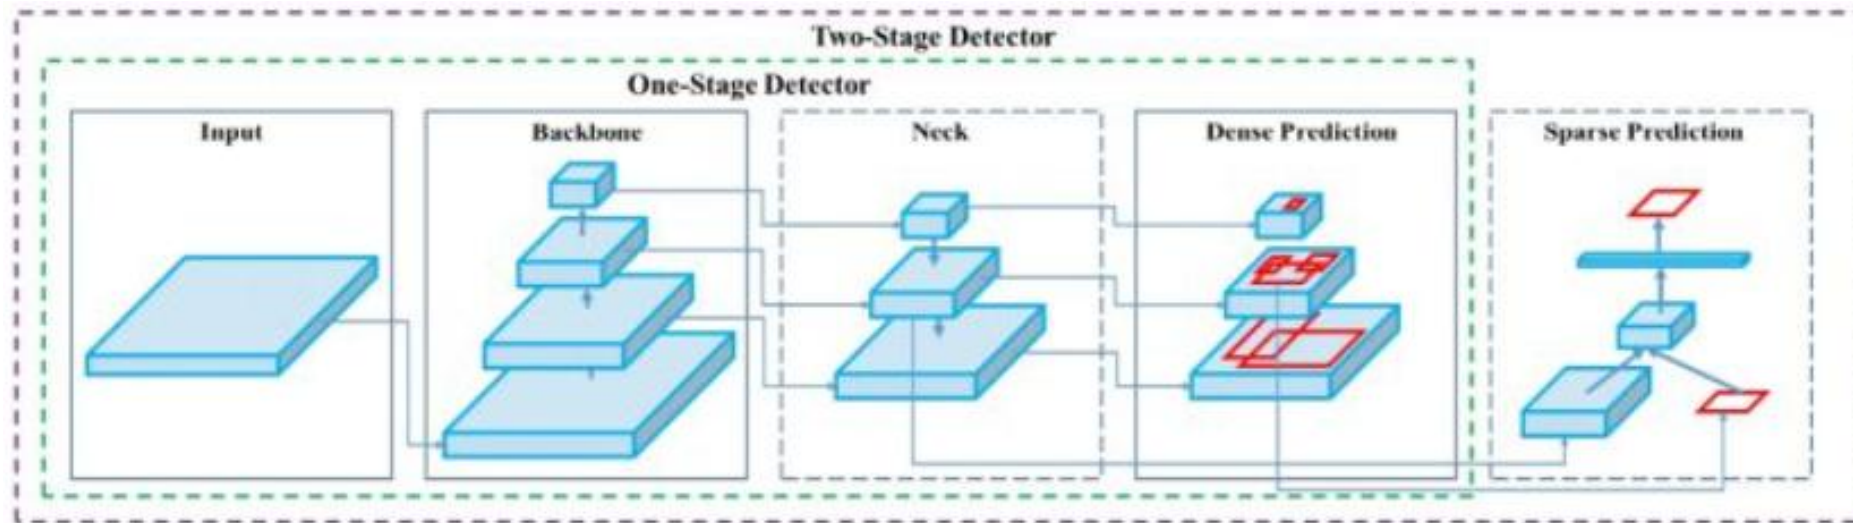 Two-Stage Detector
One-Stage Detector
Input
Backbone
Neck
Dense Prediction
Sparse Prediction